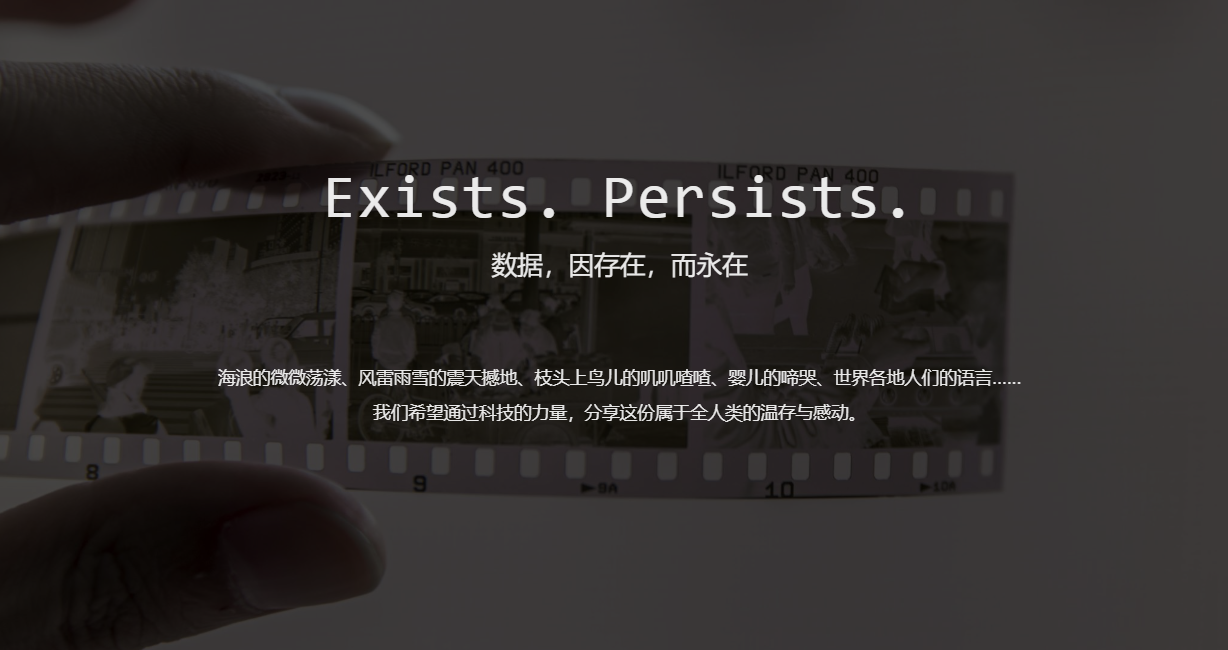 ILFORD PAN 400
ILFORD PAN 400
Exists. Persists.
数据，因存在，而永在
海浪的微微荡漾、风雷雨雪的震天撼地、枝头上鸟儿的叽叽喳喳、婴儿的啼哭、世界各地人们的语言……
我们希望通过科技的力量，分享这份属于全人类的温存与感动。
8
9
9A
10
10A